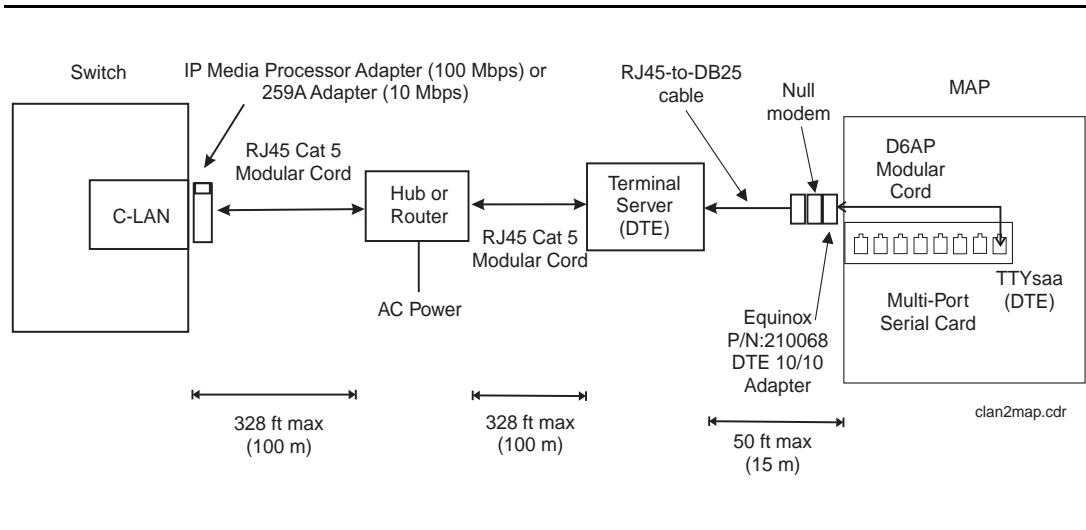 Switch
IP Media Processor Adapter (100 Mbps) or
259A Adapter (10 Mbps)
RJ45-to-DB25
cable
Null
modem
MAP
RJ45 Cat 5
Modular Cord
D6AP
Modular
Cord
C-LAN
Hub or
Router
Terminal
Server
(DTE)
RJ45 Cat 5
Modular Cord
TTYsaa
(DTE)
AC Power
Multi-Port
Serial Card
Equinox
P/N:210068
DTE 10/10
Adapter
clan2map.cdr
328 ft max
(100 m)
328 ft max
(100 m)
50 ft max
(15 m)